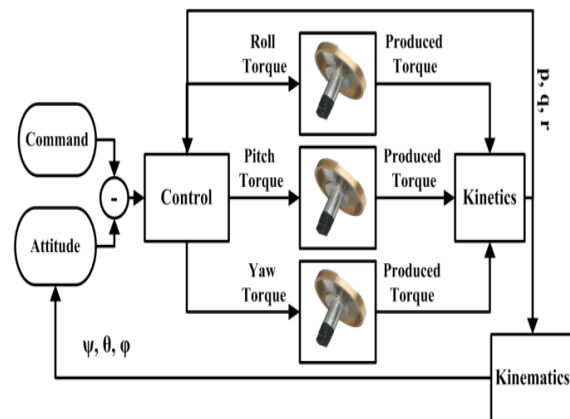 Roll
Torque
Produced
Torque
p, q, r
Command
Pitch
Torque
Produced
Torque
-
Control
Kinetics
Attitude
Yaw
Torque
Produced
Torque
ψ, θ, φ
Kinematics